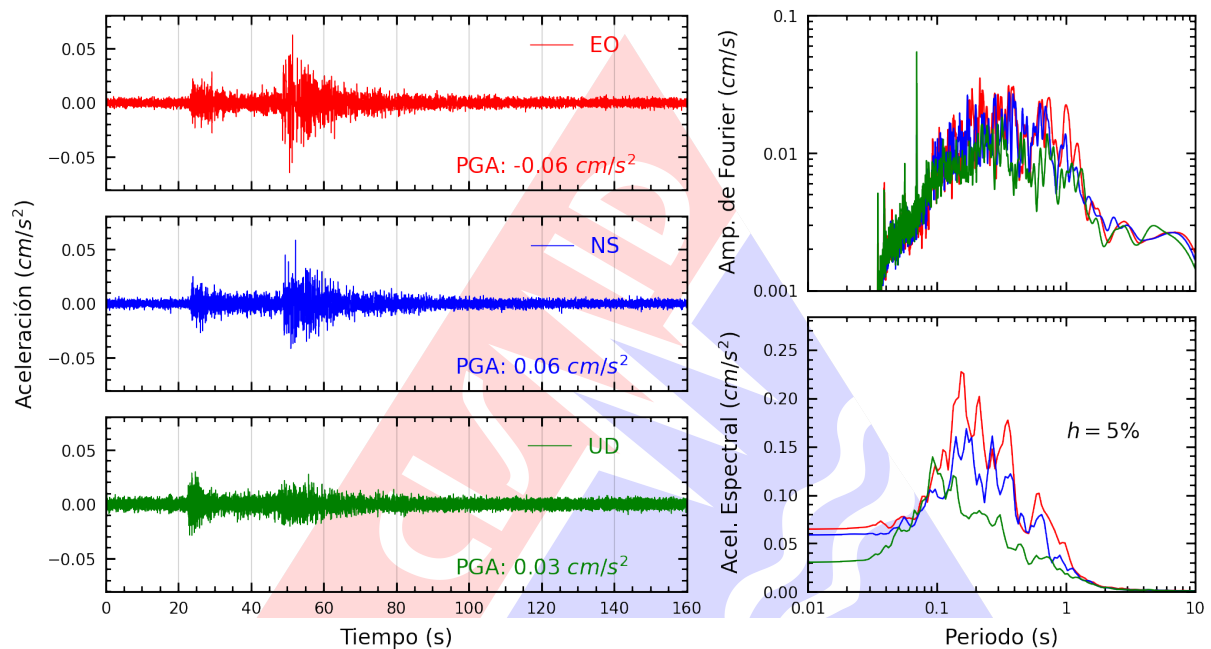 Aceleración (cm/s²)
0.05
0.00
−0.05
EO
PGA: -0.06 cm/s²
0.05
0.00
−0.05
NS
PGA: 0.06 cm/s²
0.05
0.00
−0.05
UD
PGA: 0.03 cm/s²
0 20 40 60 80 100 120 140 160
Tiempo (s)
Amp. de Fourier (cm/s)
0.1
0.01
0.001
Acel. Espectral (cm/s²)
0.25
0.20
0.15
0.10
0.05
0.00
h = 5%
0.01 0.1 1 10
Periodo (s)
CISMID